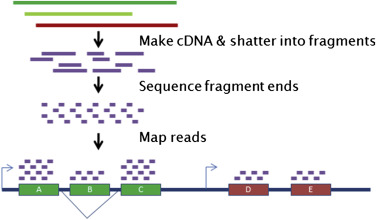 Make cDNA & shatter into fragments
Sequence fragment ends
Map reads
A B C D E